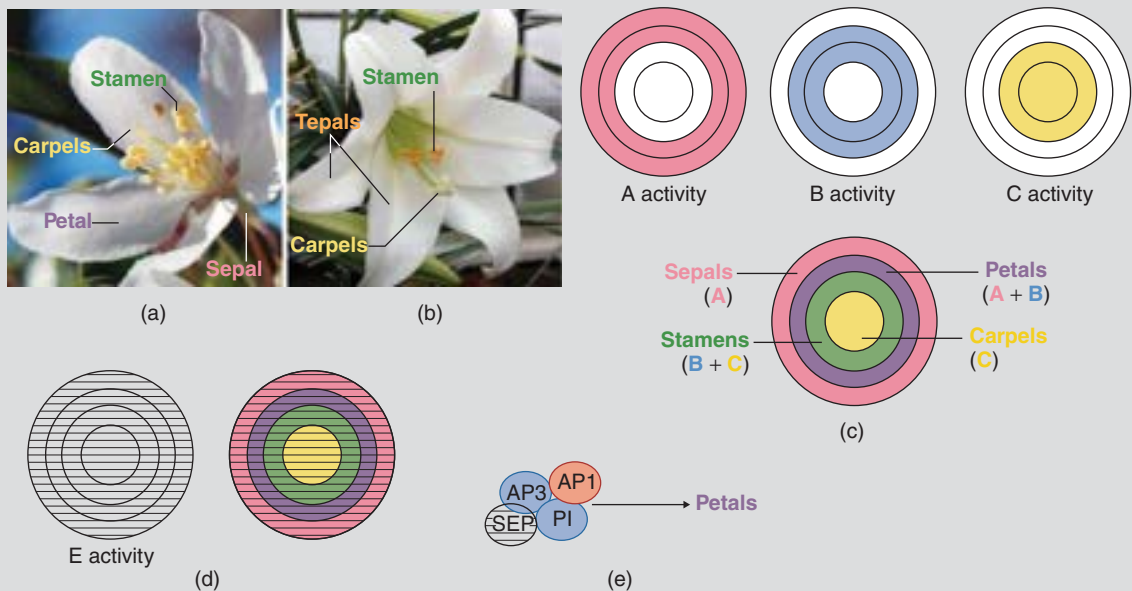 Stamen
Carpels
Petal
Sepal
(a)
Stamen
Tepals
Carpels
(b)
A activity
B activity
C activity
Sepals
(A)
Petals
(A + B)
Stamens
(B + C)
Carpels
(C)
(c)
E activity
(d)
AP3
AP1
SEP
PI
Petals
(e)